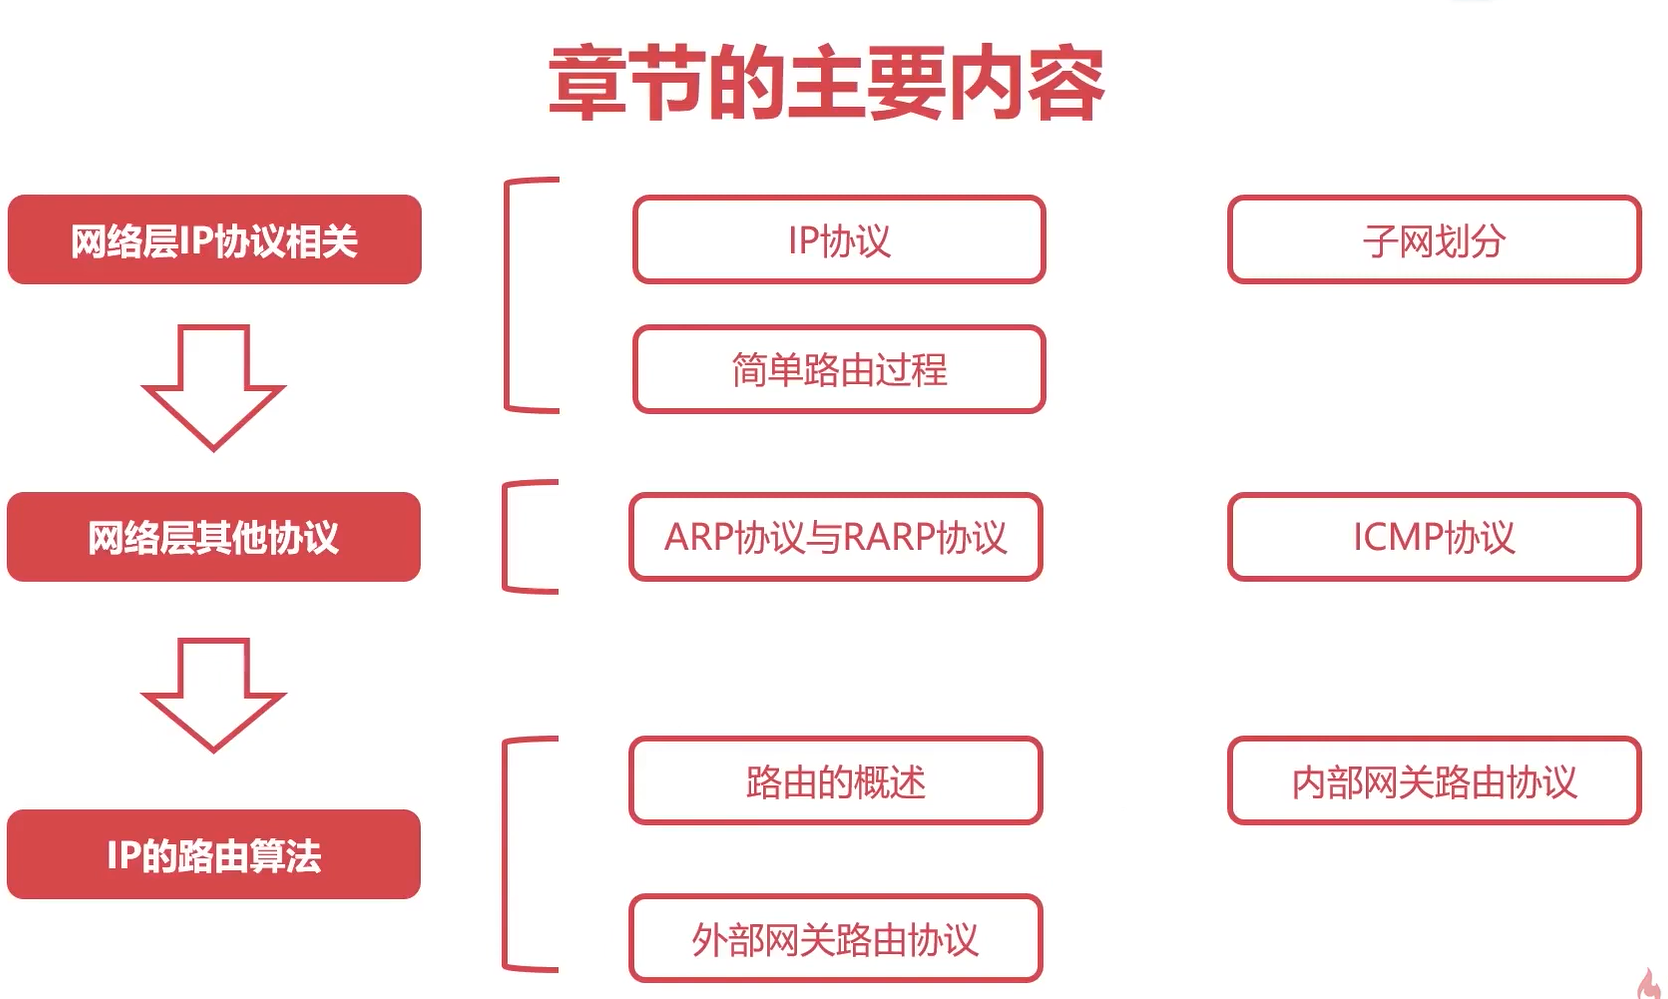 章节的主要内容
网络层IP协议相关
IP协议
子网划分
简单路由过程
网络层其他协议
ARP协议与RARP协议
ICMP协议
IP的路由算法
路由的概述
内部网关路由协议
外部网关路由协议